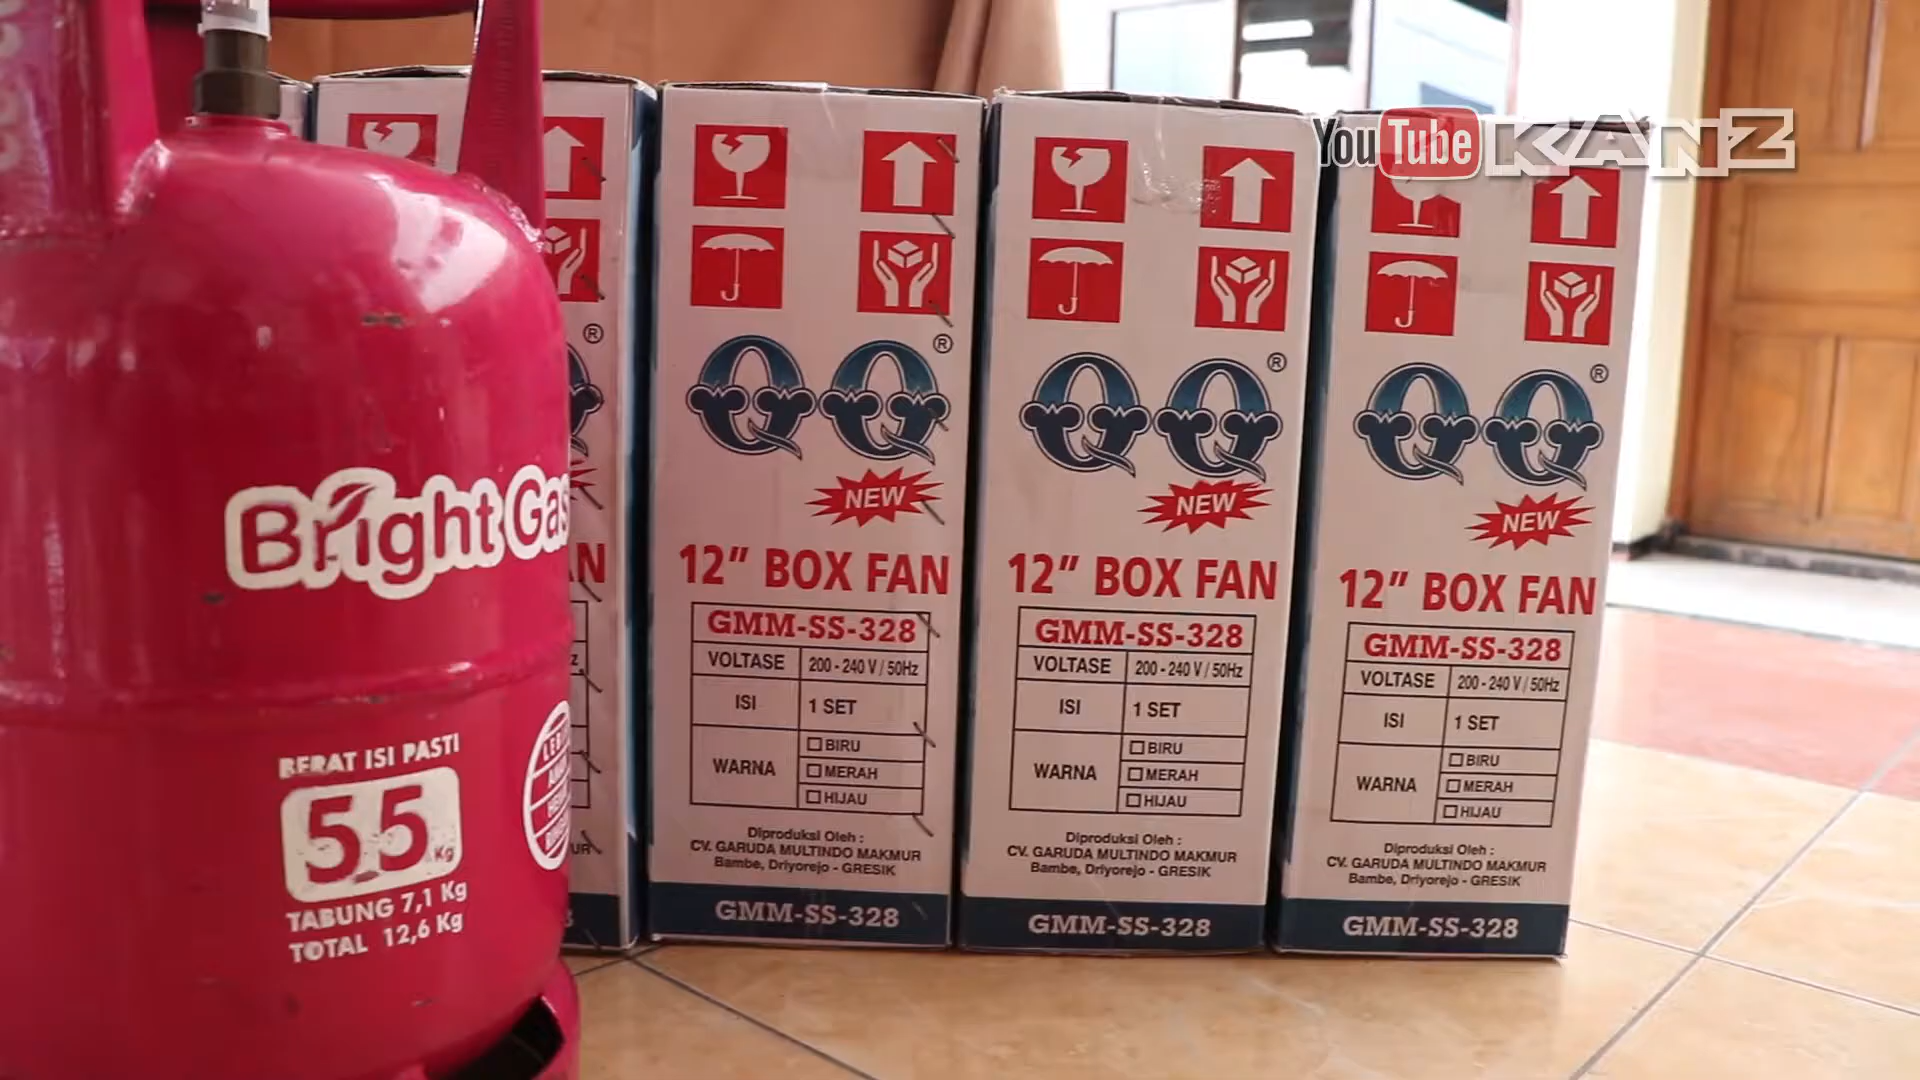 YouTube KANZ
Bright Gas
BERAT ISI PASTI
5,5 Kg
TABUNG 7,1 Kg
TOTAL 12,6 Kg
®
QQ ®
NEW
12" BOX FAN
GMM-SS-328
VOLTASE 200 - 240 V / 50Hz
ISI 1 SET
WARNA BIRU
MERAH
HIJAU
Diproduksi Oleh :
CV. GARUDA MULTINDO MAKMUR
Bambe, Driyorejo - GRESIK
GMM-SS-328
QQ ®
NEW
12" BOX FAN
GMM-SS-328
VOLTASE 200 - 240 V / 50Hz
ISI 1 SET
WARNA BIRU
MERAH
HIJAU
Diproduksi Oleh :
CV. GARUDA MULTINDO MAKMUR
Bambe, Driyorejo - GRESIK
GMM-SS-328
QQ ®
NEW
12" BOX FAN
GMM-SS-328
VOLTASE 200 - 240 V / 50Hz
ISI 1 SET
WARNA BIRU
MERAH
HIJAU
Diproduksi Oleh :
CV. GARUDA MULTINDO MAKMUR
Bambe, Driyorejo - GRESIK
GMM-SS-328